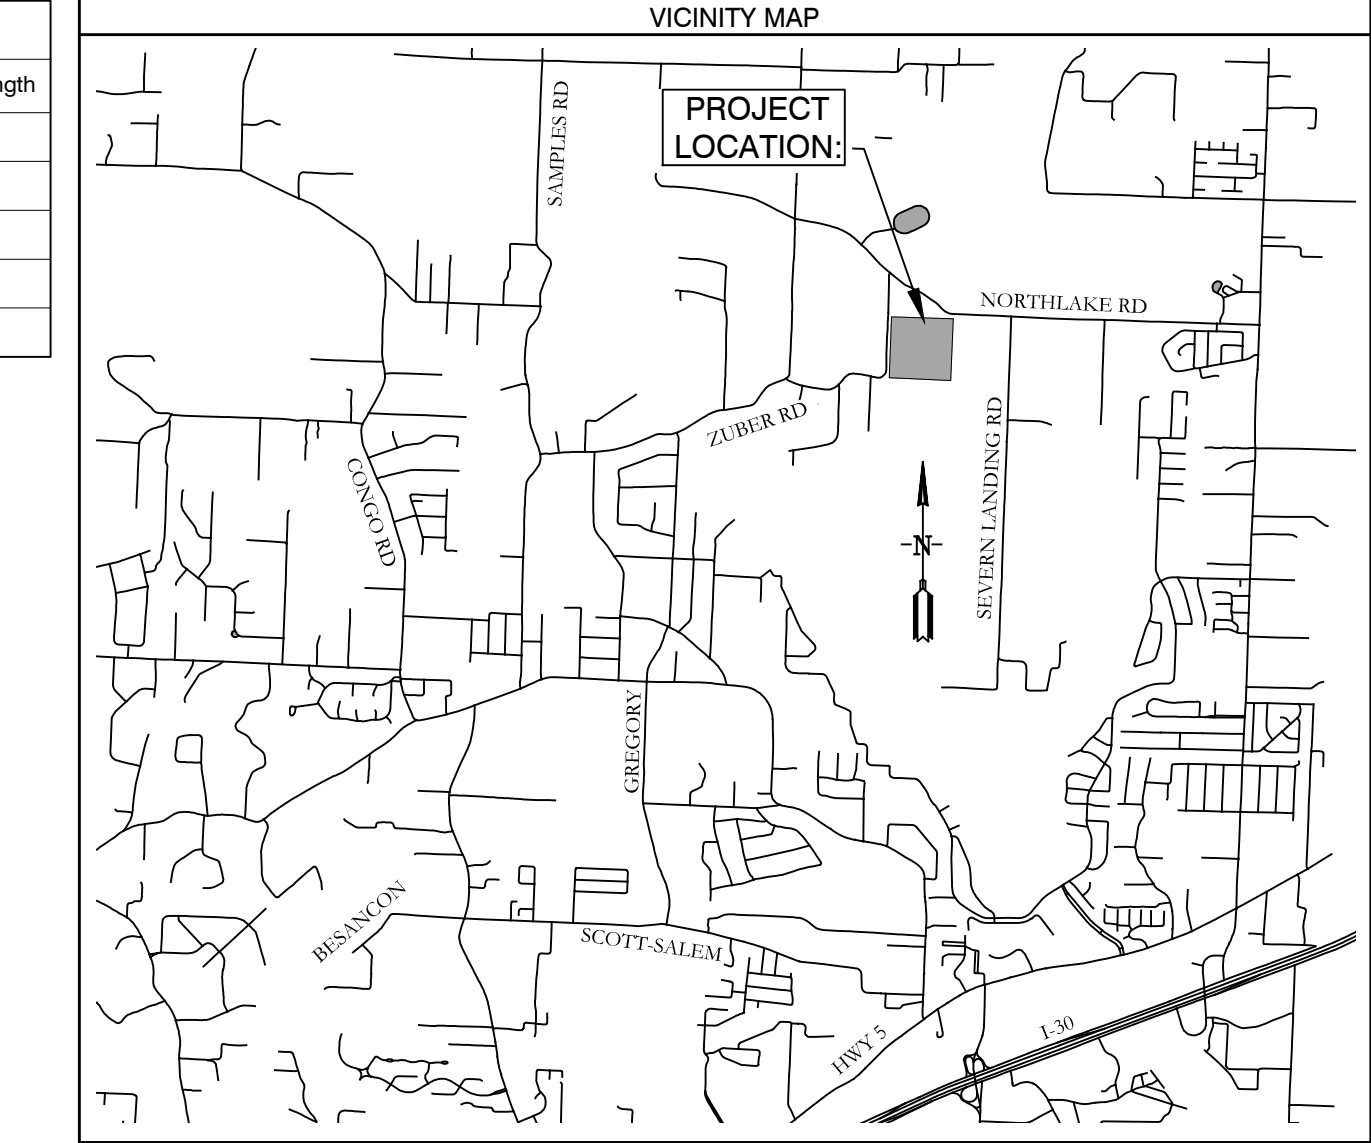 VICINITY MAP
ngth
SAMPLES RD
PROJECT
LOCATION:
NORTHLAKE RD
ZUBER RD
SEVERN LANDING RD
CONGO RD
N
GREGORY
BESANCON
SCOTT-SALEM
HWY 5
I-30